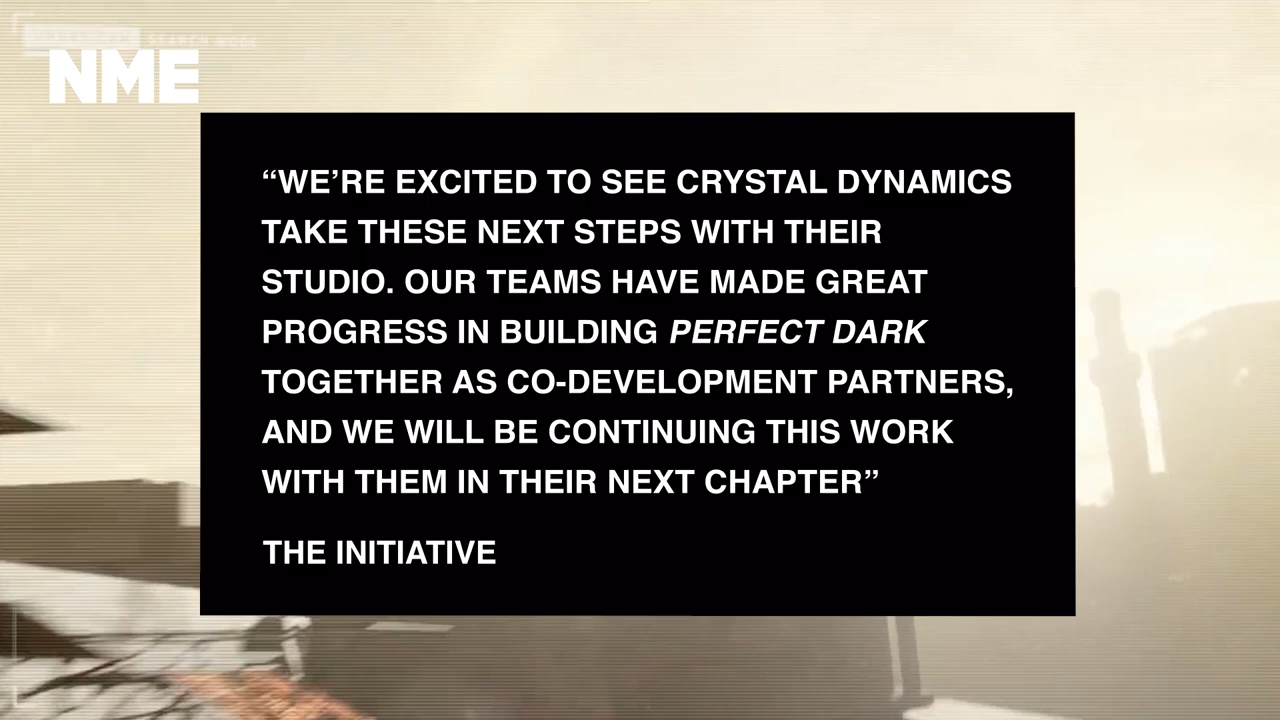 SEARCH MODE
NME
“WE’RE EXCITED TO SEE CRYSTAL DYNAMICS
TAKE THESE NEXT STEPS WITH THEIR
STUDIO. OUR TEAMS HAVE MADE GREAT
PROGRESS IN BUILDING PERFECT DARK
TOGETHER AS CO-DEVELOPMENT PARTNERS,
AND WE WILL BE CONTINUING THIS WORK
WITH THEM IN THEIR NEXT CHAPTER”
THE INITIATIVE